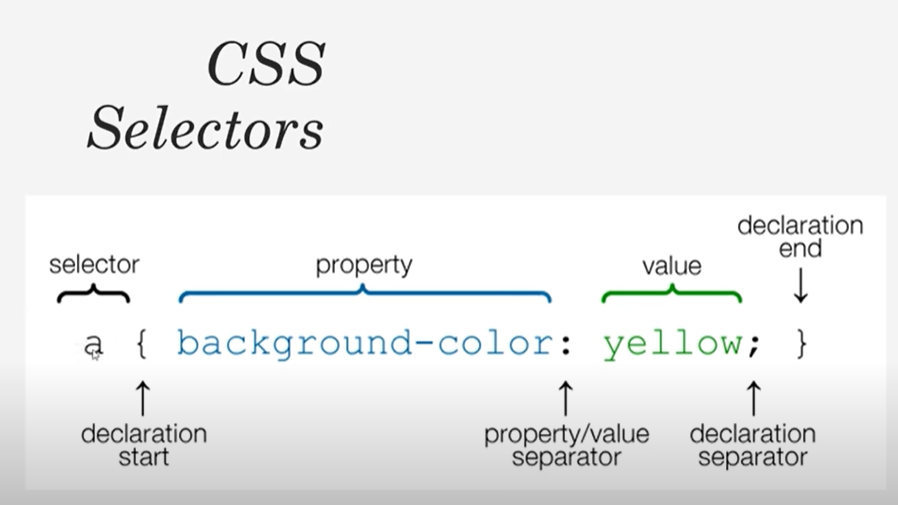 CSS
Selectors
declaration
end
selector
property
value
a { background-color: yellow; }
declaration
start
property/value
separator
declaration
separator